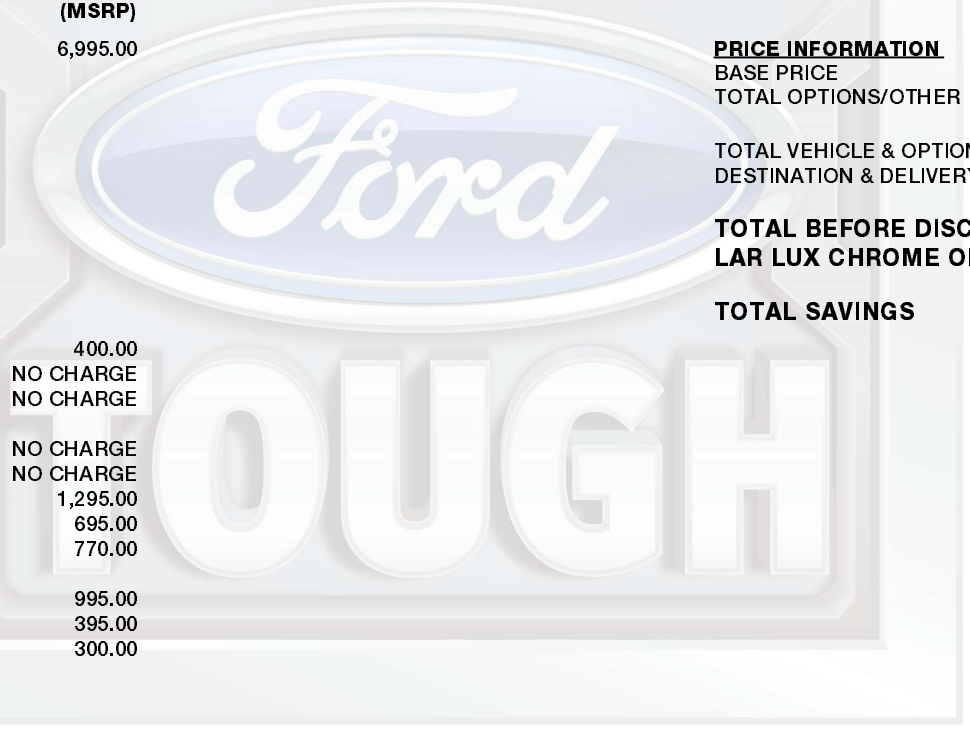 (MSRP)
6,995.00
400.00
NO CHARGE
NO CHARGE
NO CHARGE
NO CHARGE
1,295.00
695.00
770.00
995.00
395.00
300.00
PRICE INFORMATION
BASE PRICE
TOTAL OPTIONS/OTHER
TOTAL VEHICLE & OPTION
DESTINATION & DELIVERY
TOTAL BEFORE DISC
LAR LUX CHROME O
TOTAL SAVINGS
Ford
TOUGH